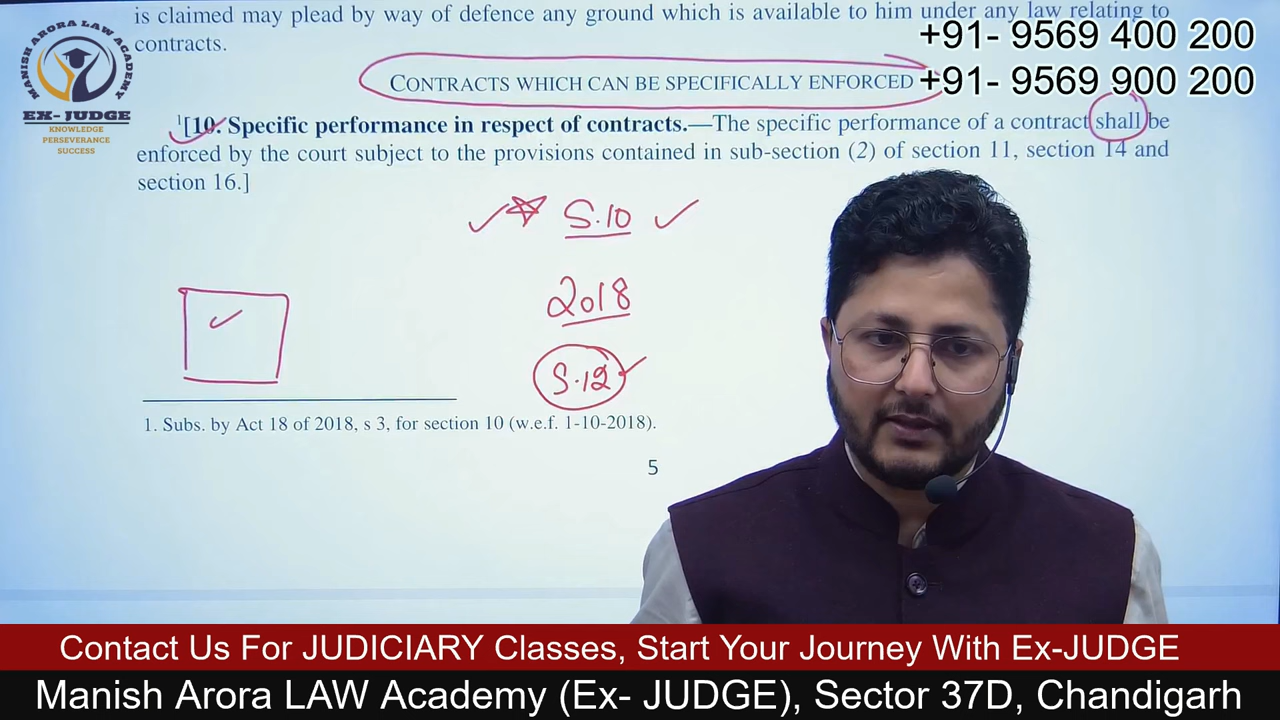 is claimed may plead by way of defence any ground which is available to him under any law relating to
contracts.
+91- 9569 400 200
+91- 9569 900 200
MANISH ARORA LAW ACADEMY
EX- JUDGE
KNOWLEDGE
PERSEVERANCE
SUCCESS
CONTRACTS WHICH CAN BE SPECIFICALLY ENFORCED
1[10. Specific performance in respect of contracts.—The specific performance of a contract shall be
enforced by the court subject to the provisions contained in sub-section (2) of section 11, section 14 and
section 16.]
S.10
2018
S.12
1. Subs. by Act 18 of 2018, s 3, for section 10 (w.e.f. 1-10-2018).
5
Contact Us For JUDICIARY Classes, Start Your Journey With Ex-JUDGE
Manish Arora LAW Academy (Ex- JUDGE), Sector 37D, Chandigarh